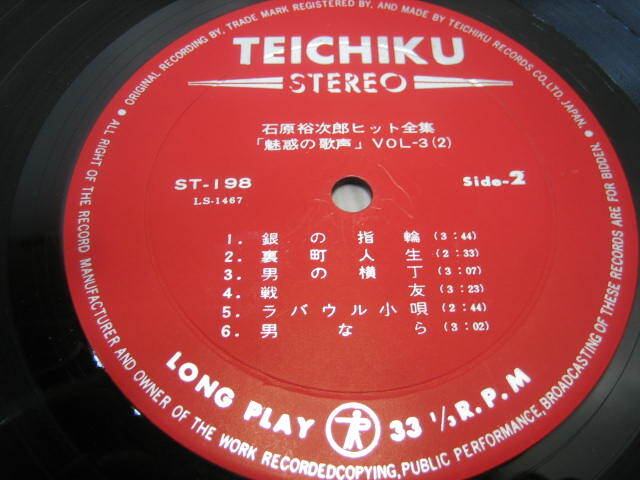 ORIGINAL RECORDING BY, TRADE MARK REGISTERED BY, AND MADE BY TEICHIKU RECORDS CO,LTD, JAPAN.
TEICHIKU
STEREO
石原裕次郎ヒット全集
「魅惑の歌声」VOL-3(2)
ST-198
LS-1467
Side-2
1. 銀の指輪(3:44)
2. 裏町人生(2:33)
3. 男の横丁(3:07)
4. 戦友(3:23)
5. ラバウル小唄(2:44)
6. 男なら(3:02)
LONG PLAY 33 1/3 R.P.M
ALL RIGHT OF THE RECORD MANUFACTURER AND OWNER OF THE WORK RECORDEDCOPYING, PUBLIC PERFORMANCE, BROADCASTING OF THESE RECORDS ARE FOR BIDDEN.